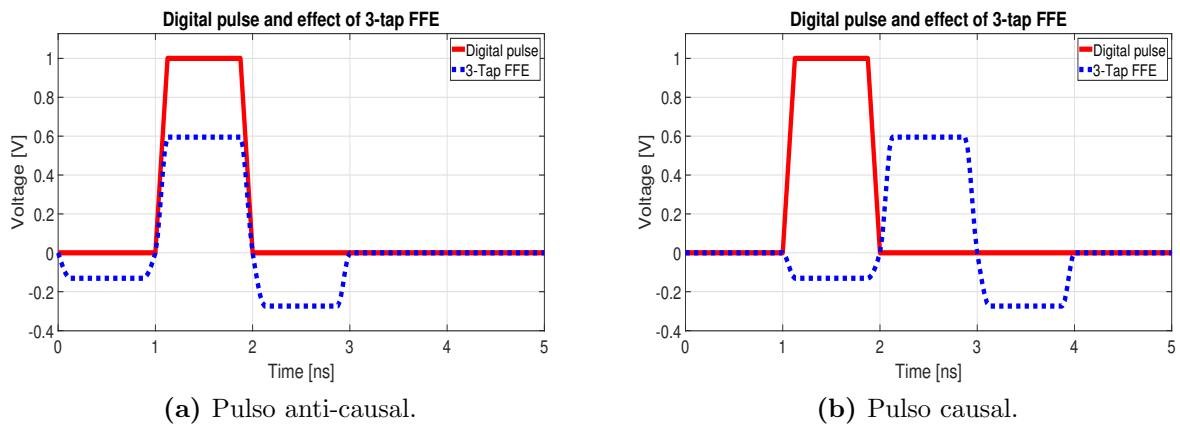 Digital pulse and effect of 3-tap FFE
Digital pulse
3-Tap FFE
Voltage [V]
1
0.8
0.6
0.4
0.2
0
-0.2
-0.4
0 1 2 3 4 5
Time [ns]
(a) Pulso anti-causal.
Digital pulse and effect of 3-tap FFE
Digital pulse
3-Tap FFE
Voltage [V]
1
0.8
0.6
0.4
0.2
0
-0.2
-0.4
0 1 2 3 4 5
Time [ns]
(b) Pulso causal.